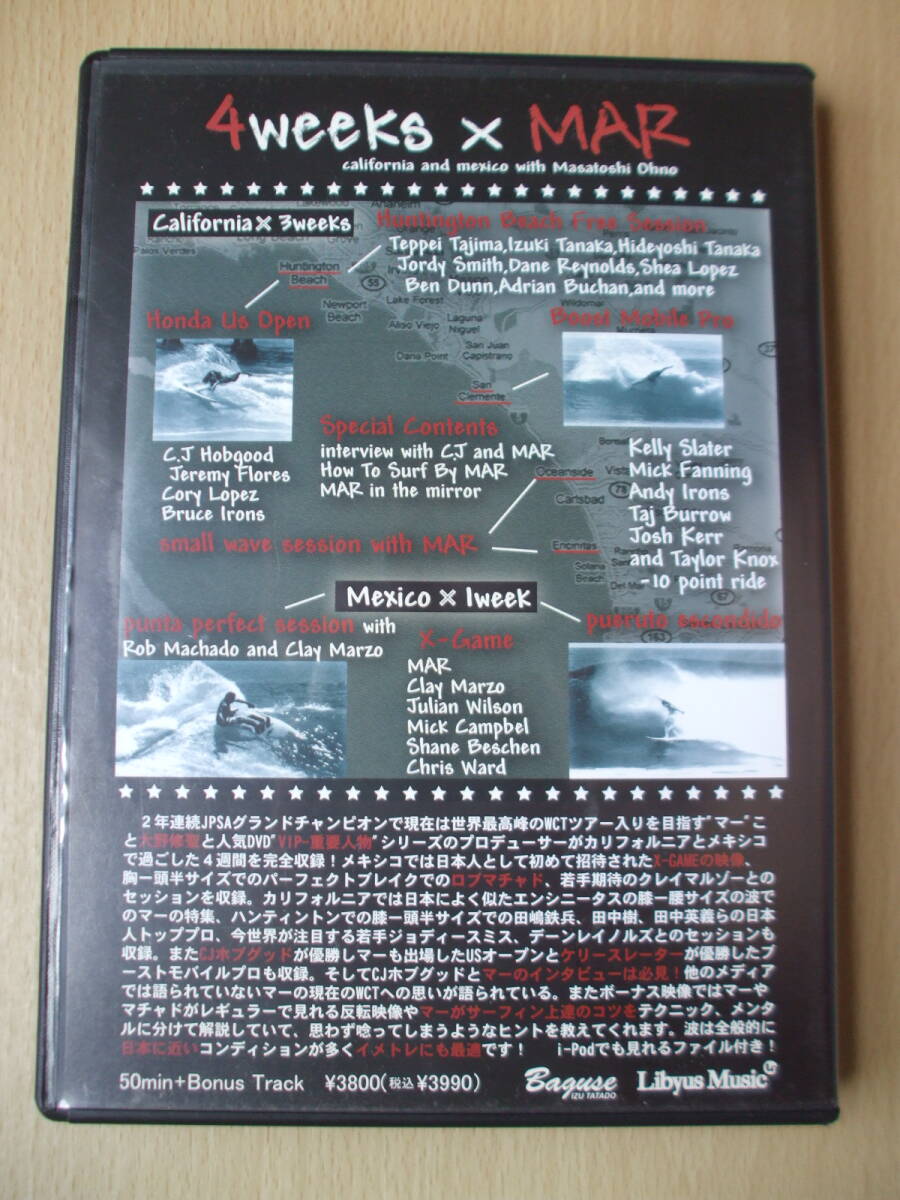 4weeks x MAR
california and mexico with Masatoshi Ohno
California X 3weeks
Huntington Beach Free Session
Teppei Tajima,Izuki Tanaka,Hideyoshi Tanaka
Jordy Smith,Dane Reynolds,Shea Lopez
Ben Dunn,Adrian Buchan,and more
Palos Verdes
Huntington
Beach
55
Newport
Beach
Lake Forest
Aliso Viejo
Laguna
Niguel
San Juan
Capistrano
Dana Point
San
Clemente
Honda Us Open
Boost Mobile Pro
C.J Hobgood
Jeremy Flores
Cory Lopez
Bruce Irons
Special Contents
interview with C.J and MAR
How To Surf By MAR
MAR in the mirror
Kelly Slater
Mick Fanning
Andy Irons
Taj Burrow
Josh Kerr
and Taylor Knox
-10 point ride
Oceanside
Vista
78
Carlsbad
small wave session with MAR
Encinitas
Solana
Beach
Del Mar
67
163
Mexico X 1week
punta perfect session with
Rob Machado and Clay Marzo
X-Game
MAR
Clay Marzo
Julian Wilson
Mick Campbel
Shane Beschen
Chris Ward
pueruto escondido
２年連続JPSAグランドチャンピオンで現在は世界最高峰のWCTツアー入りを目指す"マー"こ
と大野修聖と人気DVD"VIP-重要人物"シリーズのプロデューサーがカリフォルニアとメキシコ
で過ごした４週間を完全収録！メキシコでは日本人として初めて招待されたX-GAMEの映像、
胸ー頭半サイズでのパーフェクトブレイクでのロブマチャド、若手期待のクレイマルゾーとの
セッションを収録。カリフォルニアでは日本によく似たエンシニータスの膝ー腰サイズの波で
のマーの特集、ハンティントンでの膝ー頭半サイズでの田嶋鉄兵、田中樹、田中英義らの日本
人トッププロ、今世界が注目する若手ジョディースミス、デーンレイノルズとのセッションも
収録。またCJホブグッドが優勝しマーも出場したUSオープンとケリースレーターが優勝したブ
ーストモバイルプロも収録。そしてCJホブグッドとマーのインタビューは必見！他のメディア
では語られていないマーの現在のWCTへの思いが語られている。またボーナス映像ではマーや
マチャドがレギュラーで見れる反転映像やマーがサーフィン上達のコツをテクニック、メンタ
ルに分けて解説していて、思わず唸ってしまうようなヒントを教えてくれます。波は全般的に
日本に近いコンディションが多くイメトレにも最適です！ i-Podでも見れるファイル付き！
50min+Bonus Track ¥3800(税込¥3990)
Baguse
IZU TATADO
Libyus Music